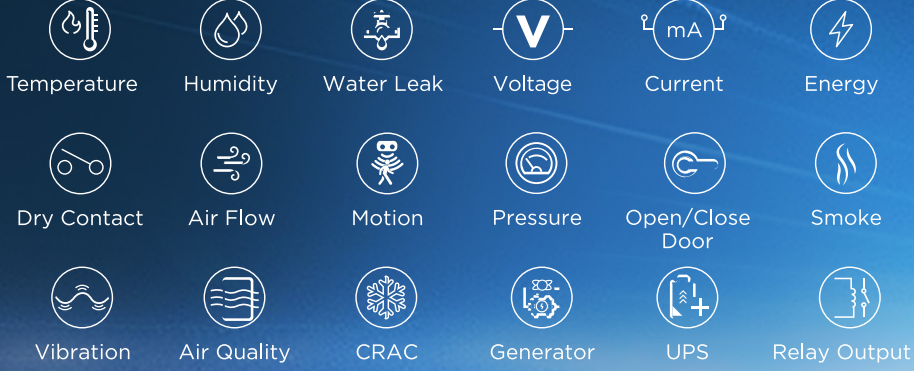 V
mA
Temperature
Humidity
Water Leak
Voltage
Current
Energy
Dry Contact
Air Flow
Motion
Pressure
Open/Close
Door
Smoke
Vibration
Air Quality
CRAC
Generator
UPS
Relay Output